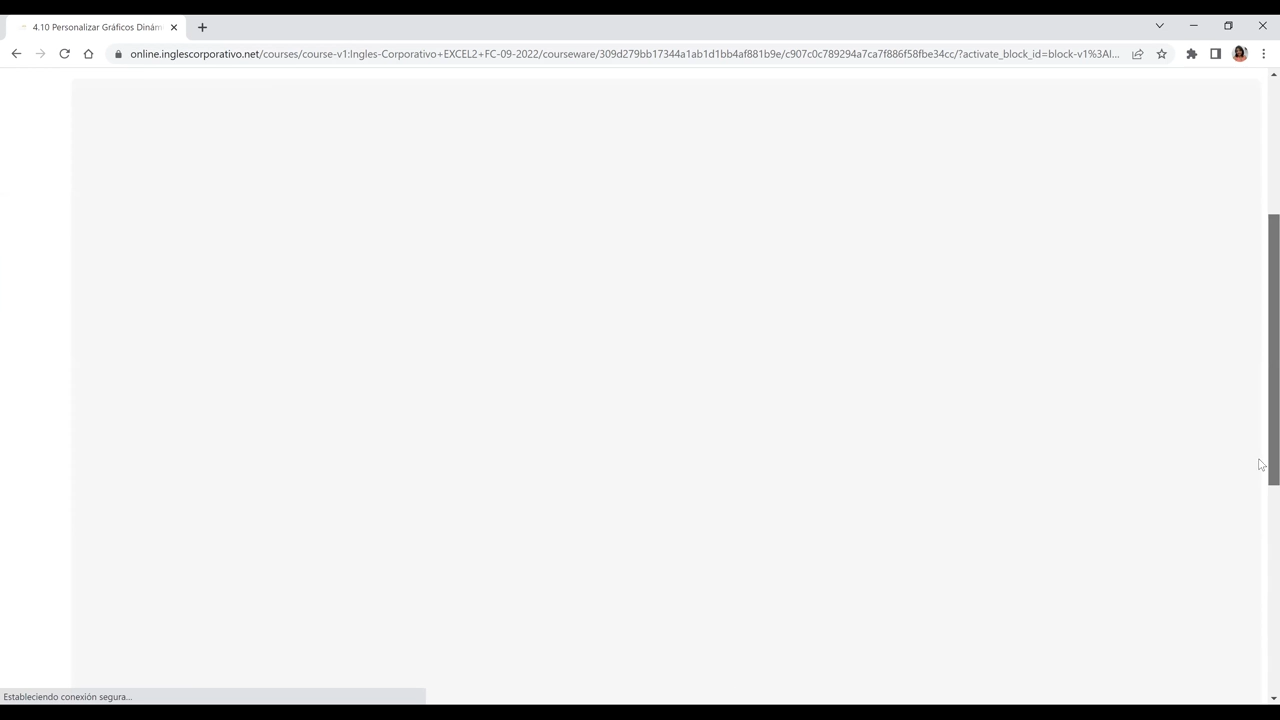 4.10 Personalizar Gráficos Dinám
online.inglescorporativo.net/courses/course-v1:Ingles-Corporativo+EXCEL2+FC-09-2022/courseware/309d279bb17344a1ab1d1bb4af881b9e/c907c0c789294a7ca7f886f58fbe34cc/?activate_block_id=block-v1%3AI...
Estableciendo conexión segura...